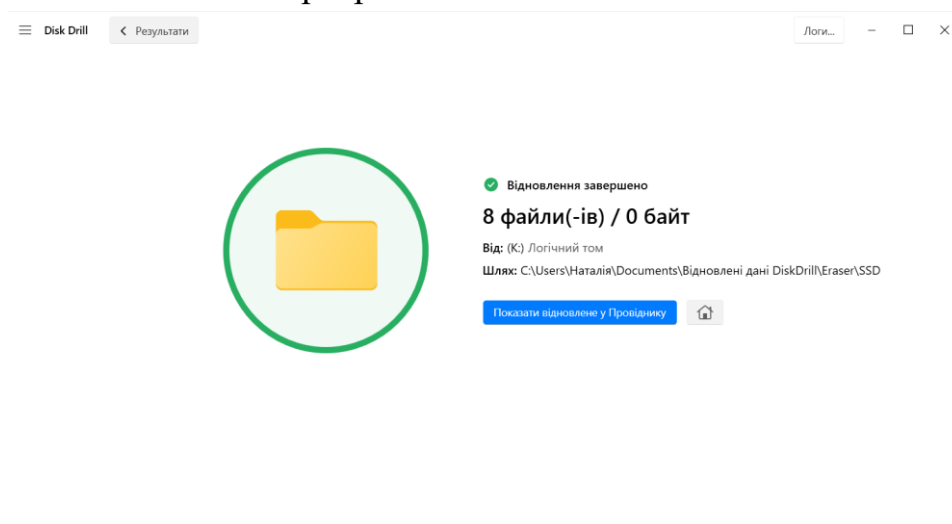 Disk Drill
Результати
Логи...
Відновлення завершено
8 файли(-ів) / 0 байт
Від: (K:) Логічний том
Шлях: C:\Users\Наталія\Documents\Відновлені дані DiskDrill\Eraser\SSD
Показати відновлене у Провіднику